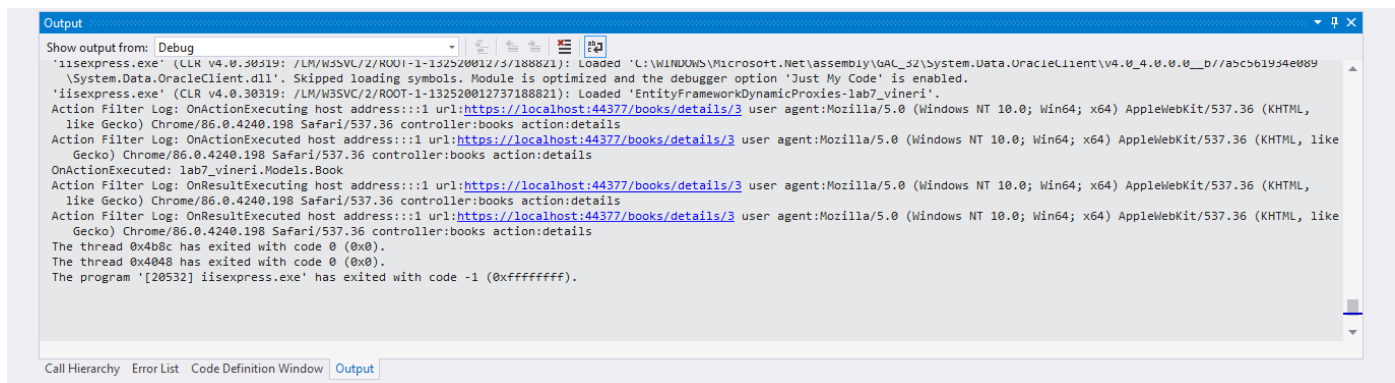 Output
Show output from: Debug
'iisexpress.exe' (CLR v4.0.30319: /LM/W3SVC/2/ROOT-1-132520012737188821): Loaded 'C:\WINDOWS\Microsoft.Net\assembly\GAC_32\System.Data.OracleClient\v4.0_4.0.0.0__b77a5c561934e089
\System.Data.OracleClient.dll'. Skipped loading symbols. Module is optimized and the debugger option 'Just My Code' is enabled.
'iisexpress.exe' (CLR v4.0.30319: /LM/W3SVC/2/ROOT-1-132520012737188821): Loaded 'EntityFrameworkDynamicProxies-lab7_vineri'.
Action Filter Log: OnActionExecuting host address:::1 url:https://localhost:44377/books/details/3 user agent:Mozilla/5.0 (Windows NT 10.0; Win64; x64) AppleWebKit/537.36 (KHTML,
like Gecko) Chrome/86.0.4240.198 Safari/537.36 controller:books action:details
Action Filter Log: OnActionExecuted host address:::1 url:https://localhost:44377/books/details/3 user agent:Mozilla/5.0 (Windows NT 10.0; Win64; x64) AppleWebKit/537.36 (KHTML, like
Gecko) Chrome/86.0.4240.198 Safari/537.36 controller:books action:details
OnActionExecuted: lab7_vineri.Models.Book
Action Filter Log: OnResultExecuting host address:::1 url:https://localhost:44377/books/details/3 user agent:Mozilla/5.0 (Windows NT 10.0; Win64; x64) AppleWebKit/537.36 (KHTML,
like Gecko) Chrome/86.0.4240.198 Safari/537.36 controller:books action:details
Action Filter Log: OnResultExecuted host address:::1 url:https://localhost:44377/books/details/3 user agent:Mozilla/5.0 (Windows NT 10.0; Win64; x64) AppleWebKit/537.36 (KHTML, like
Gecko) Chrome/86.0.4240.198 Safari/537.36 controller:books action:details
The thread 0x4b8c has exited with code 0 (0x0).
The thread 0x4048 has exited with code 0 (0x0).
The program '[20532] iisexpress.exe' has exited with code -1 (0xffffffff).
Call Hierarchy Error List Code Definition Window Output